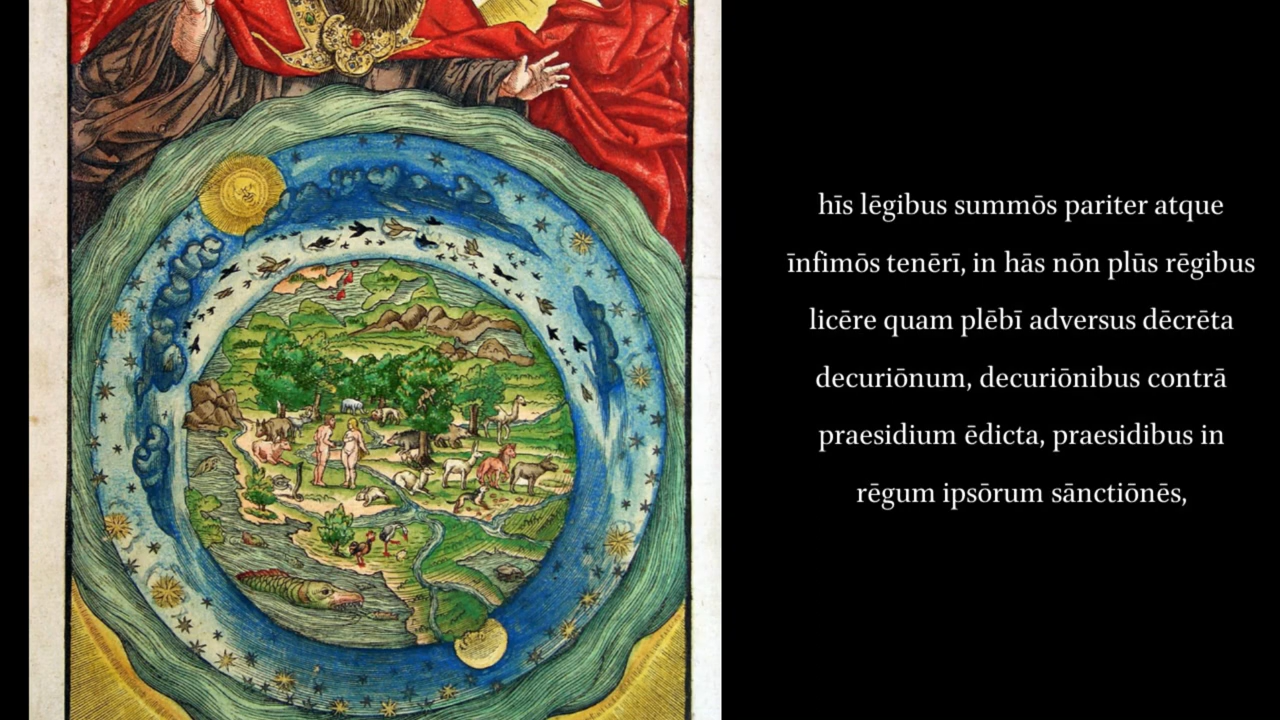 hīs lēgibus summōs pariter atque
īnfimōs tenērī, in hās nōn plūs rēgibus
licēre quam plēbī adversus dēcrēta
decuriōnum, decuriōnibus contrā
praesidium ēdicta, praesidibus in
rēgum ipsōrum sānctiōnēs,